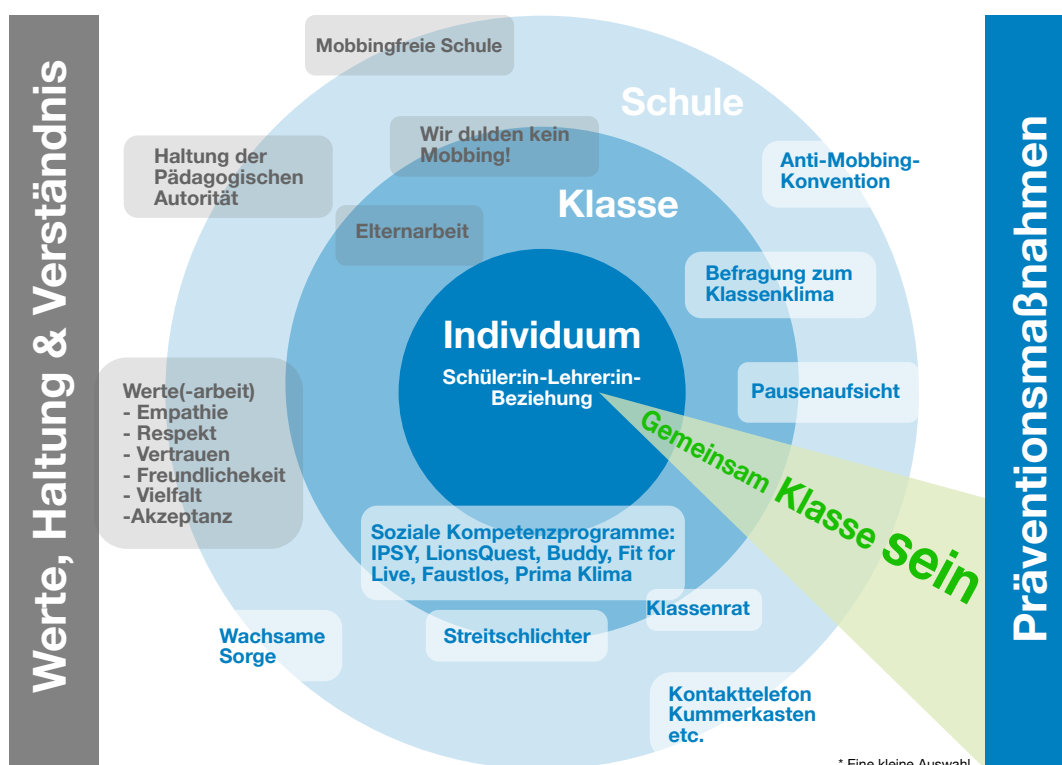 Werte, Haltung & Verständnis
Mobbingfreie Schule
Schule
Wir dulden kein
Mobbing!
Haltung der
Pädagogischen
Autorität
Anti-Mobbing-
Konvention
Klasse
Elternarbeit
Befragung zum
Klassenklima
Individuum
Schüler:in-Lehrer:in-
Beziehung
Pausenaufsicht
Werte(-arbeit)
- Empathie
- Respekt
- Vertrauen
- Freundlichekeit
- Vielfalt
-Akzeptanz
Gemeinsam Klasse sein
Soziale Kompetenzprogramme:
IPSY, LionsQuest, Buddy, Fit for
Live, Faustlos, Prima Klima
Klassenrat
Streitschlichter
Wachsame
Sorge
Kontakttelefon
Kummerkasten
etc.
* Eine kleine Auswahl
Präventionsmaßnahmen